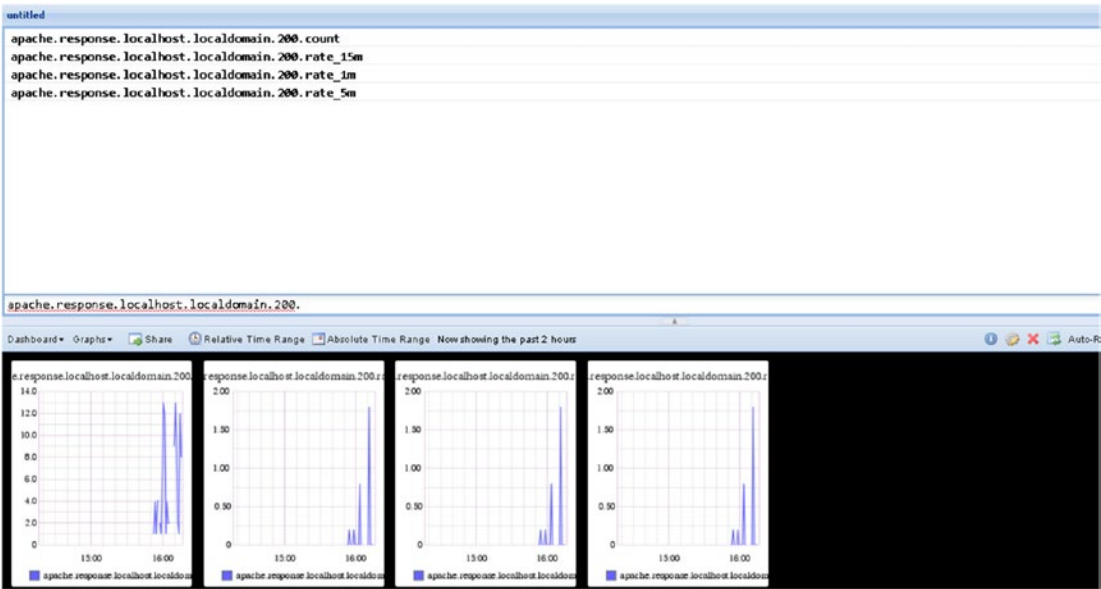 untitled
apache.response.localhost.localdomain.200.count
apache.response.localhost.localdomain.200.rate_15m
apache.response.localhost.localdomain.200.rate_1m
apache.response.localhost.localdomain.200.rate_5m
apache.response.localhost.localdomain.200.
Dashboard Graphs Share Relative Time Range Absolute Time Range Now showing the past 2 hours Auto-R
e.response.localhost.localdomain.200.
14.0
12.0
10.0
8.0
6.0
4.0
2.0
0
15:00 16:00
apache.response.localhost.localdom
response.localhost.localdomain.200.r
2.00
1.50
1.00
0.50
0
15:00 16:00
apache.response.localhost.localdom
.response.localhost.localdomain.200.r
2.00
1.50
1.00
0.50
0
15:00 16:00
apache.response.localhost.localdom
.response.localhost.localdomain.200.r
2.00
1.50
1.00
0.50
0
15:00 16:00
apache.response.localhost.localdom